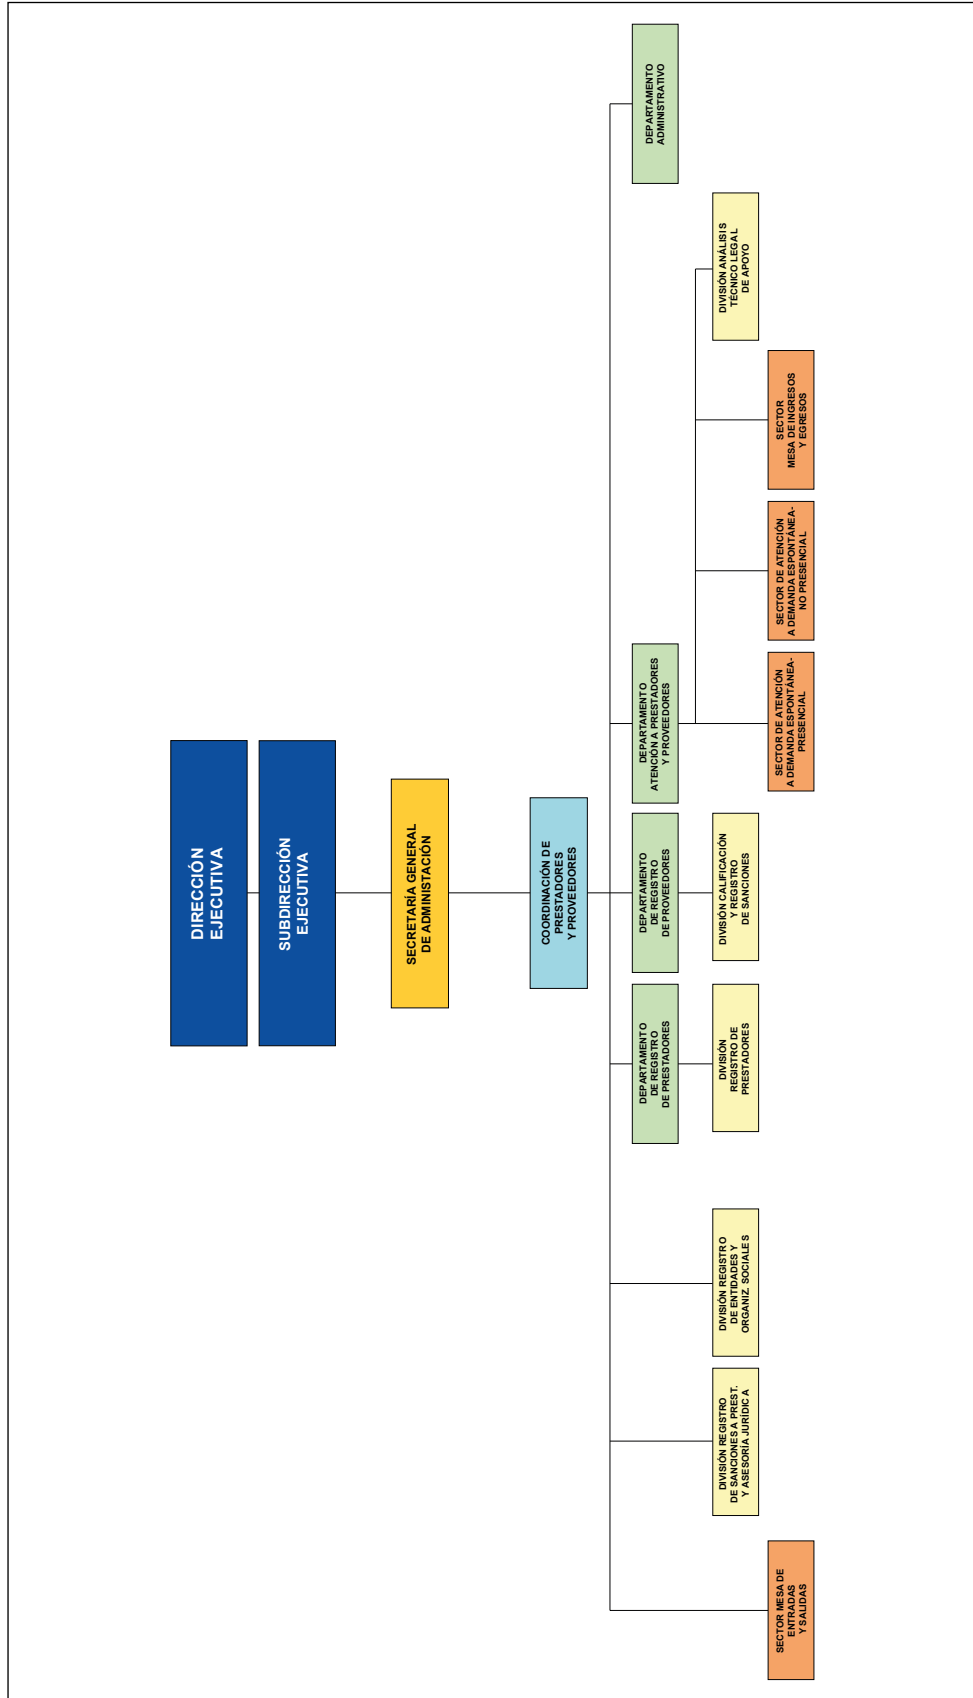 DIRECCIÓN
EJECUTIVA
SUBDIRECCIÓN
EJECUTIVA
SECRETARÍA GENERAL
DE ADMINISTACIÓN
COORDINACIÓN DE
PRESTADORES
Y PROVEEDORES
DEPARTAMENTO
DE REGISTRO
DE PRESTADORES
DEPARTAMENTO
DE REGISTRO
DE PROVEEDORES
DEPARTAMENTO
ATENCIÓN A PRESTADORES
Y PROVEEDORES
DEPARTAMENTO
ADMINISTRATIVO
DIVISIÓN REGISTRO
DE SANCIONES A PREST.
Y ASESORÍA JURÍDICA
DIVISIÓN REGISTRO
DE ENTIDADES Y
ORGANIZ. SOCIALES
DIVISIÓN
REGISTRO DE
PRESTADORES
DIVISIÓN CALIFICACIÓN
Y REGISTRO
DE SANCIONES
DIVISIÓN ANÁLISIS
TÉCNICO LEGAL
DE APOYO
SECTOR MESA DE
ENTRADAS
Y SALIDAS
SECTOR DE ATENCIÓN
A DEMANDA ESPONTÁNEA-
PRESENCIAL
SECTOR DE ATENCIÓN
A DEMANDA ESPONTÁNEA-
NO PRESENCIAL
SECTOR
MESA DE INGRESOS
Y EGRESOS